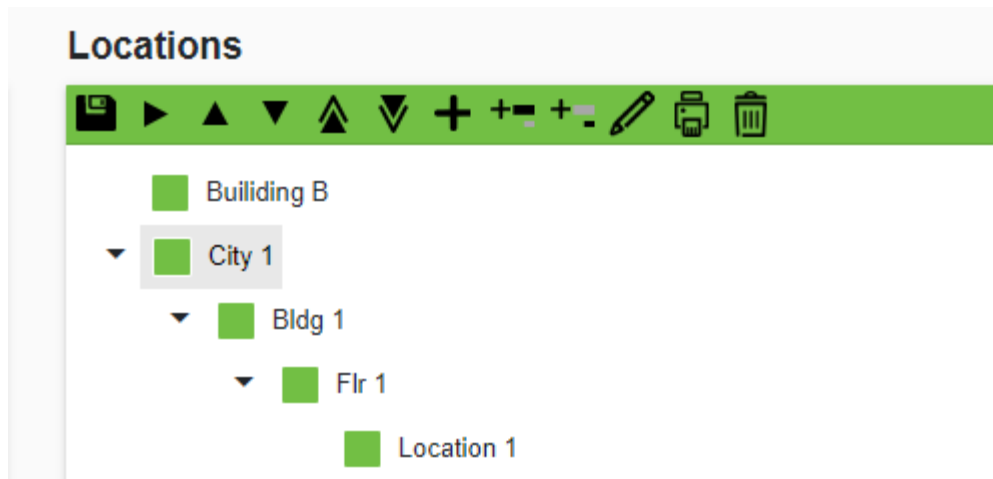 Locations
Builiding B
City 1
Bldg 1
Flr 1
Location 1